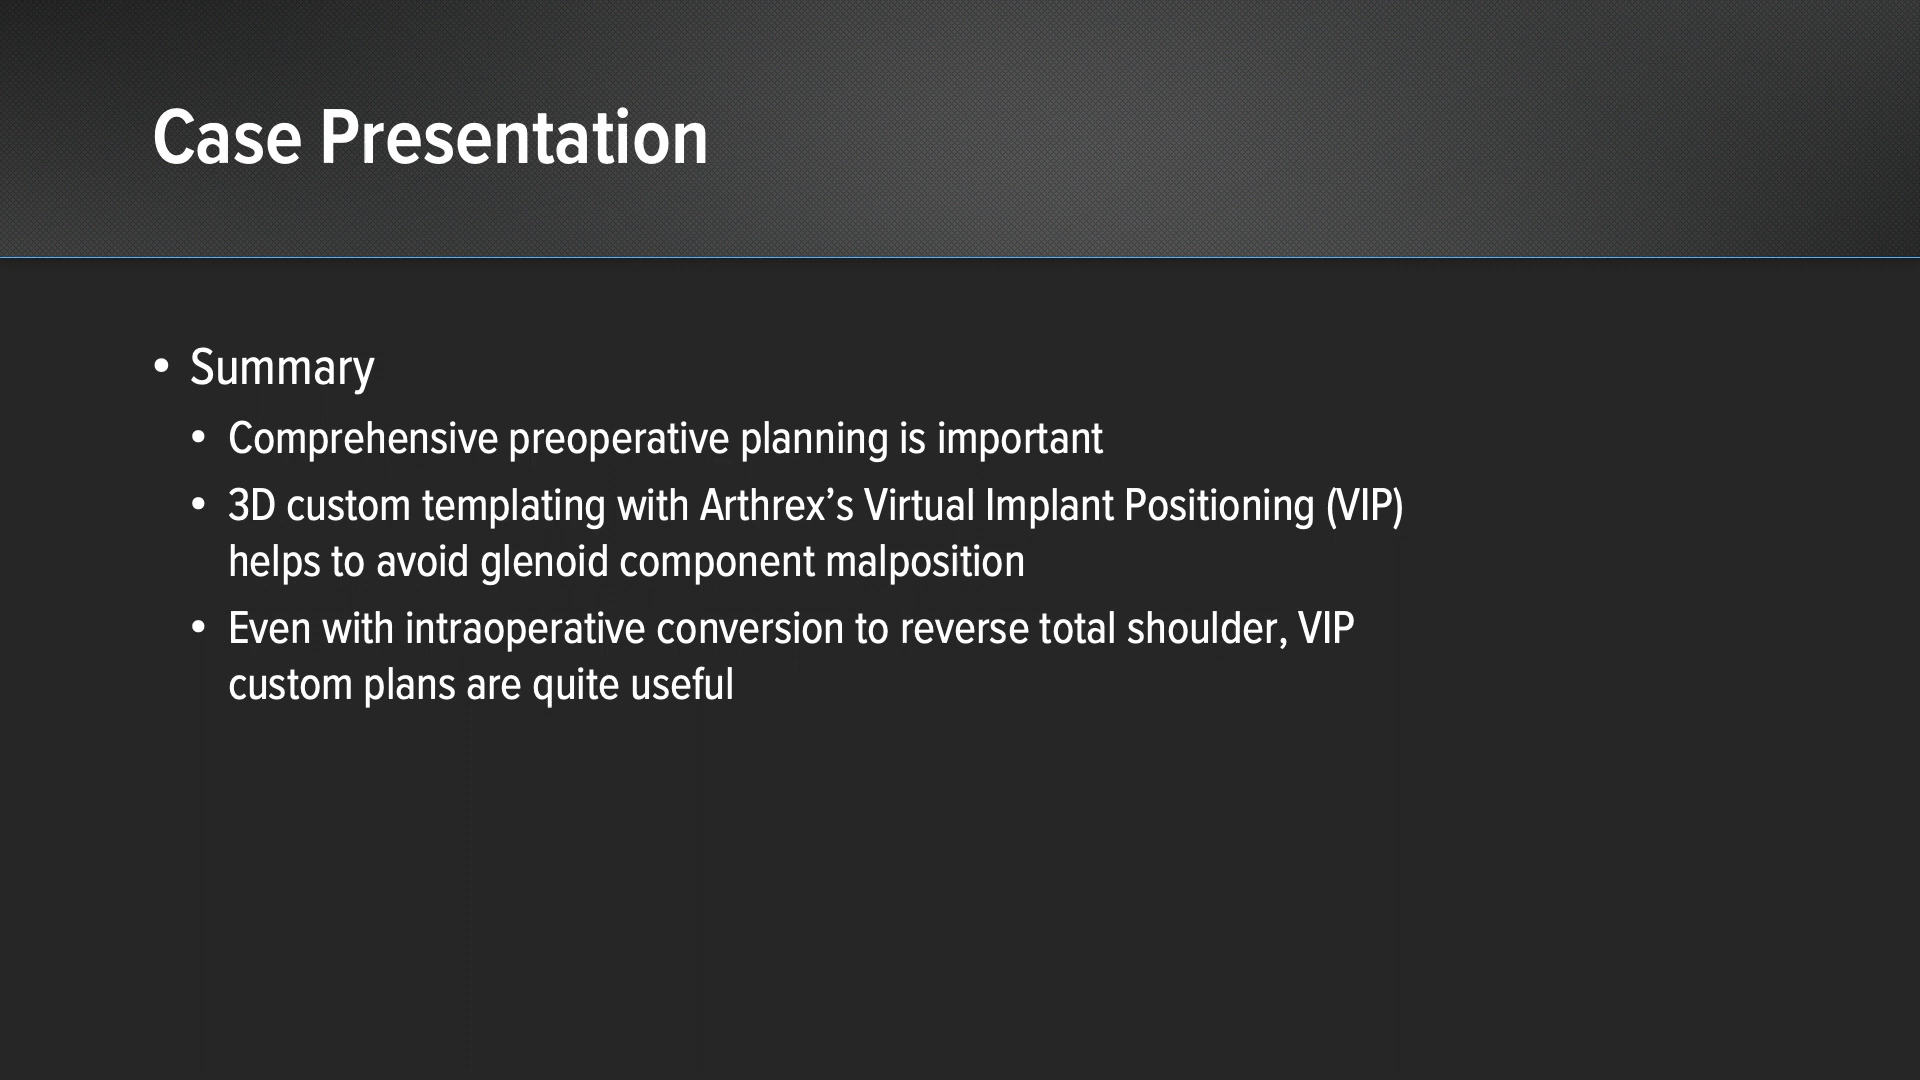 Case Presentation
• Summary
• Comprehensive preoperative planning is important
• 3D custom templating with Arthrex’s Virtual Implant Positioning (VIP)
helps to avoid glenoid component malposition
• Even with intraoperative conversion to reverse total shoulder, VIP
custom plans are quite useful